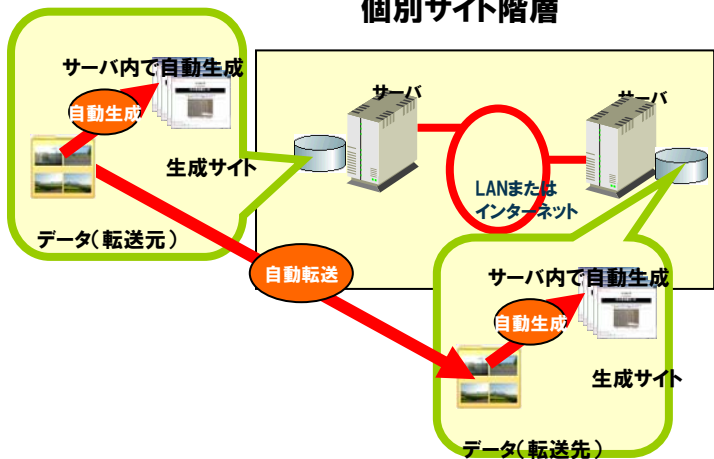 個別サイト階層
サーバ内で自動生成
自動生成
生成サイト
データ(転送元)
サーバ
サーバ
LANまたは
インターネット
自動転送
サーバ内で自動生成
自動生成
生成サイト
データ(転送先)